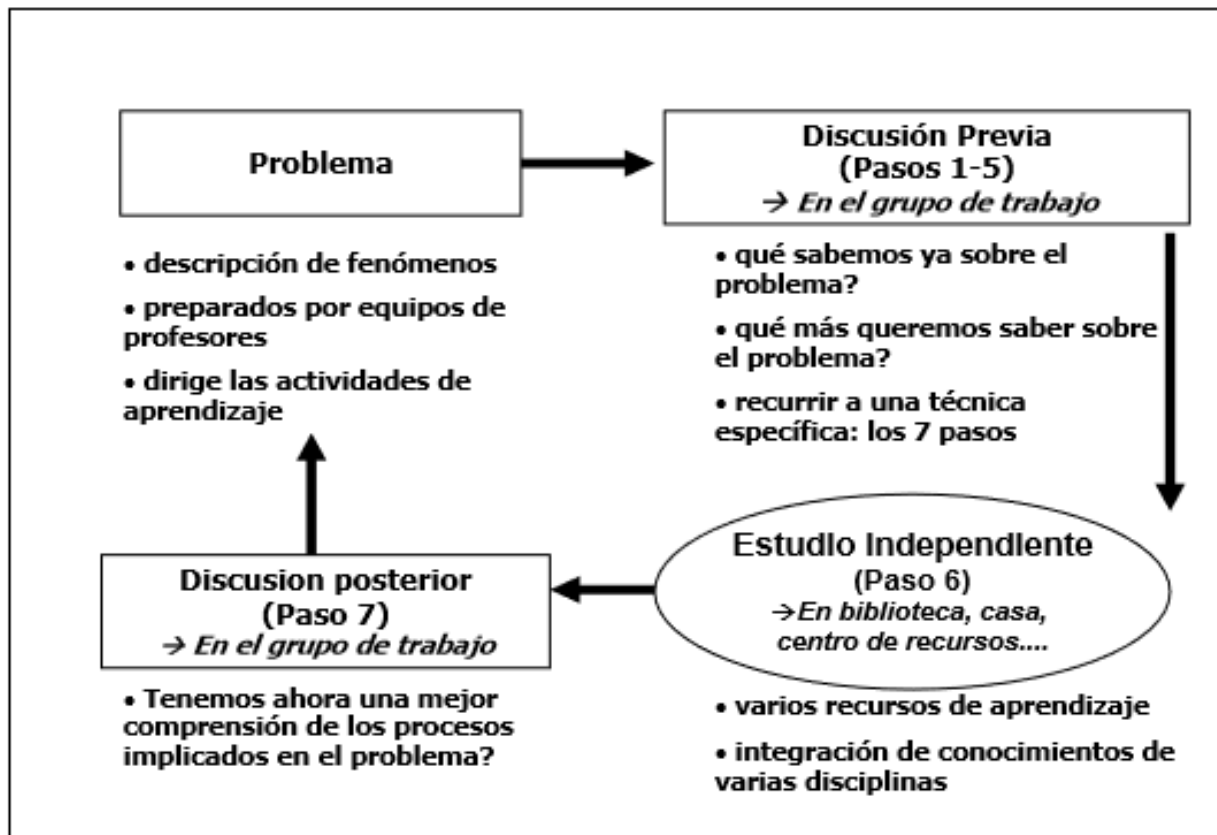 Problema
• descripción de fenómenos
• preparados por equipos de
profesores
• dirige las actividades de
aprendizaje
Discusión Previa
(Pasos 1-5)
→ En el grupo de trabajo
• qué sabemos ya sobre el
problema?
• qué más queremos saber sobre
el problema?
• recurrir a una técnica
específica: los 7 pasos
Estudio Independiente
(Paso 6)
→En biblioteca, casa,
centro de recursos....
• varios recursos de aprendizaje
• integración de conocimientos de
varias disciplinas
Discusion posterior
(Paso 7)
→ En el grupo de trabajo
• Tenemos ahora una mejor
comprensión de los procesos
implicados en el problema?